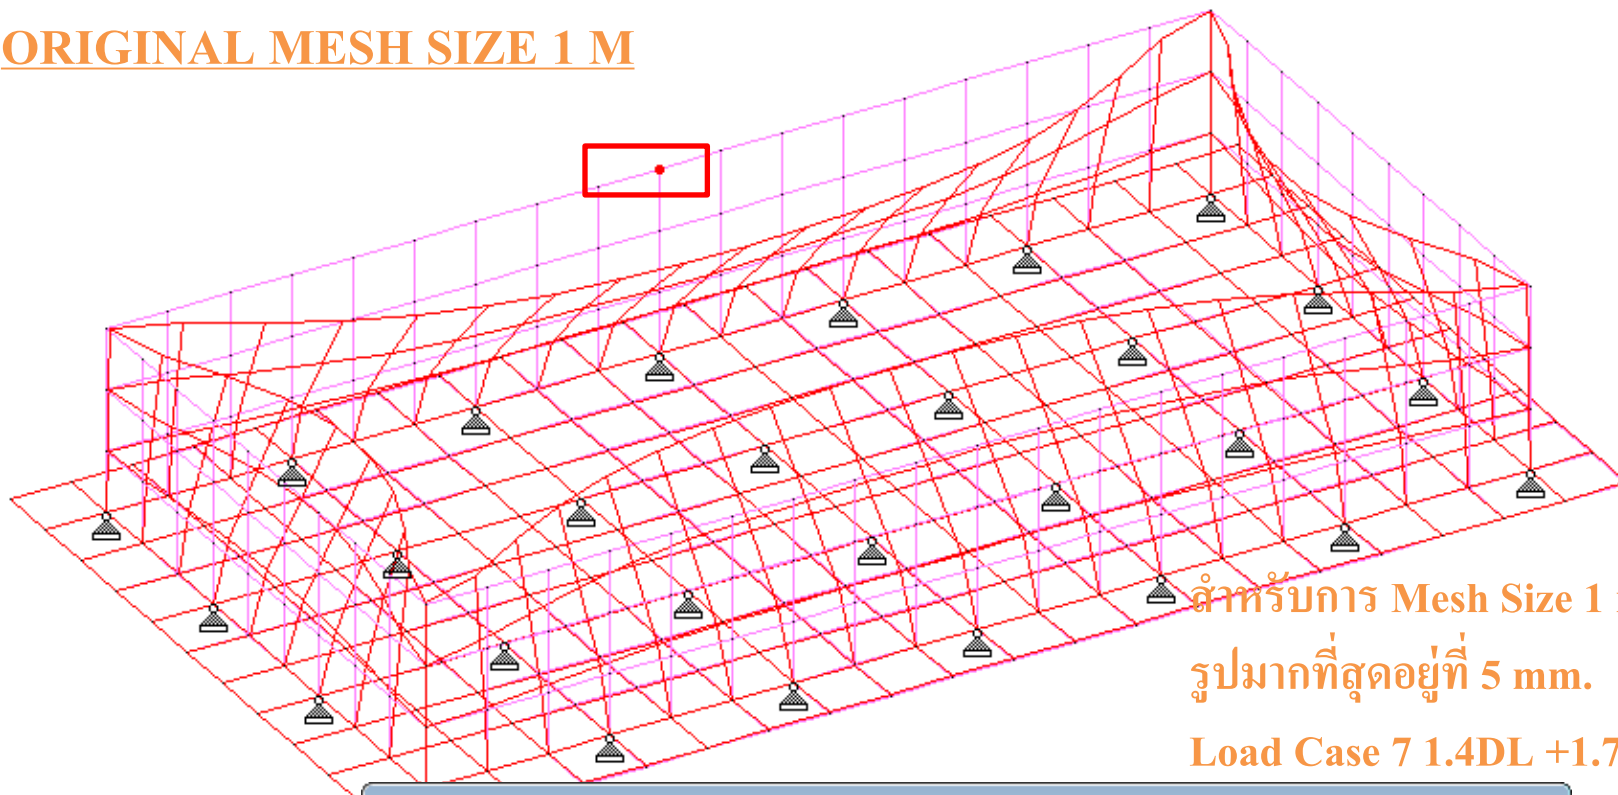 ORIGINAL MESH SIZE 1 M
สำหรับการ Mesh Size 1
รูปมากที่สุดอยู่ที่ 5 mm.
Load Case 7 1.4DL +1.7